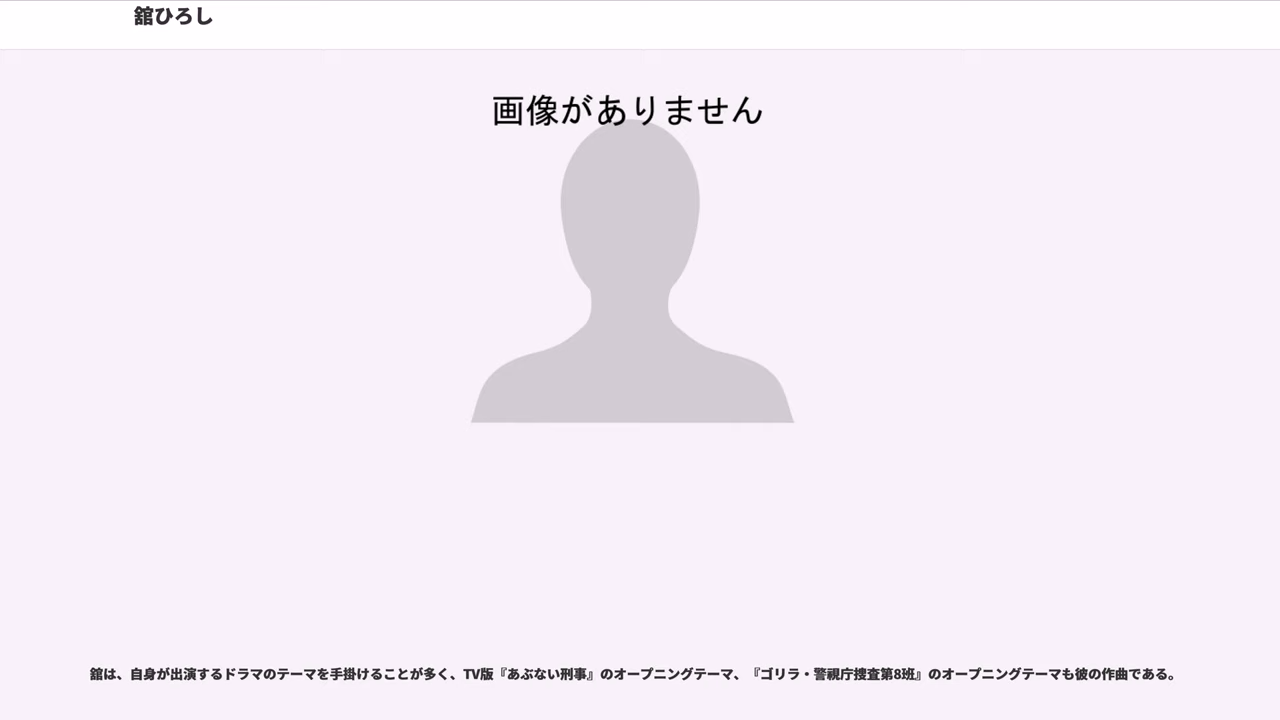 舘ひろし
画像がありません
舘は、自身が出演するドラマのテーマを手掛けることが多く、TV版『あぶない刑事』のオープニングテーマ、『ゴリラ・警視庁捜査第8班』のオープニングテーマも彼の作曲である。